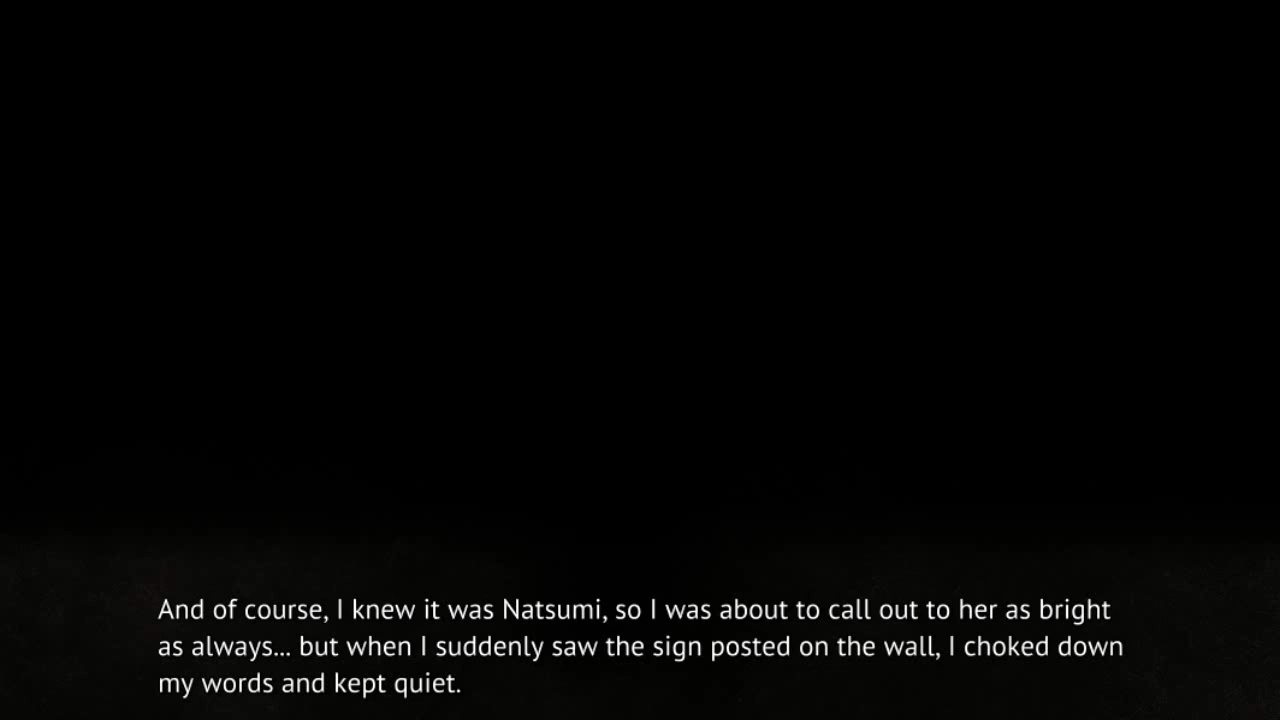 And of course, I knew it was Natsumi, so I was about to call out to her as bright
as always... but when I suddenly saw the sign posted on the wall, I choked down
my words and kept quiet.